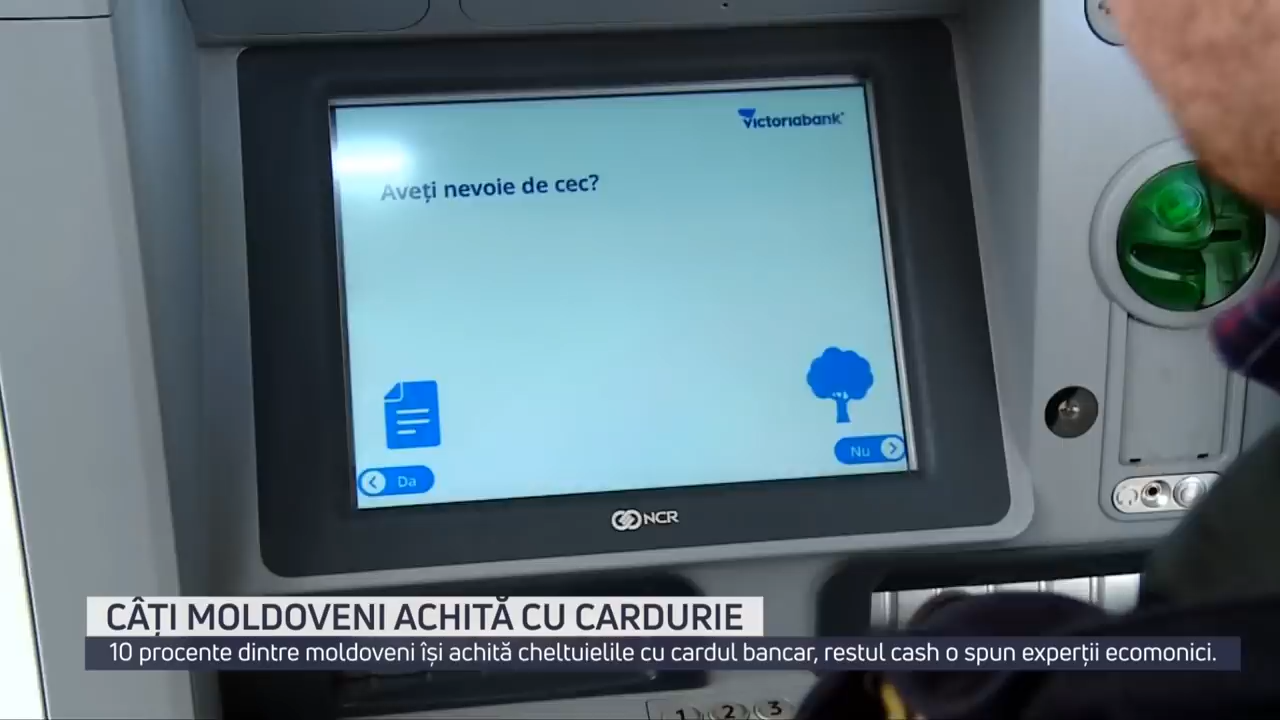 victoriabank
Aveți nevoie de cec?
Nu
Da
NCR
CÂȚI MOLDOVENI ACHITĂ CU CARDURIE
10 procente dintre moldoveni își achită cheltuielile cu cardul bancar, restul cash o spun experții ecomonici.
1 2 3